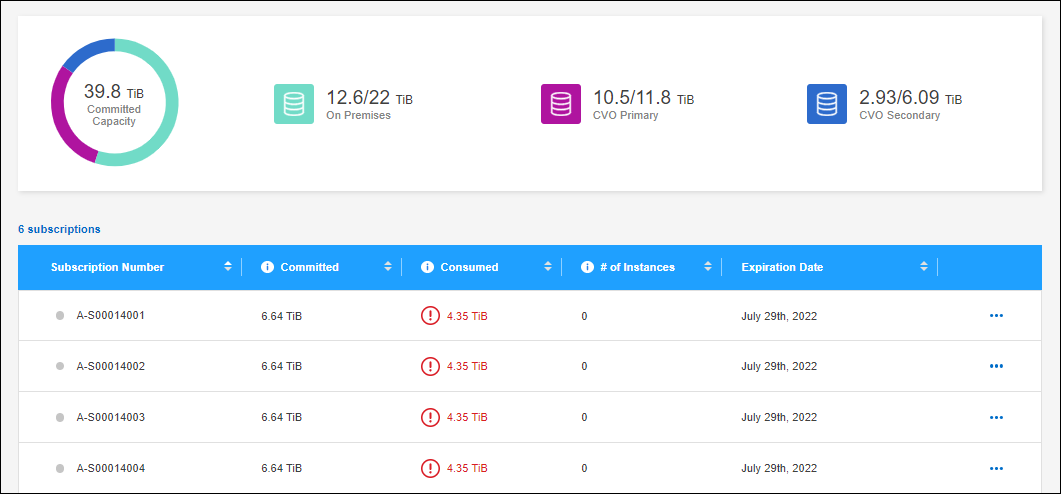 39.8 TiB
Committed
Capacity
12.6/22 TiB
On Premises
10.5/11.8 TiB
CVO Primary
2.93/6.09 TiB
CVO Secondary
6 subscriptions
Subscription Number Committed Consumed # of Instances Expiration Date
A-S00014001 6.64 TiB 4.35 TiB 0 July 29th, 2022
A-S00014002 6.64 TiB 4.35 TiB 0 July 29th, 2022
A-S00014003 6.64 TiB 4.35 TiB 0 July 29th, 2022
A-S00014004 6.64 TiB 4.35 TiB 0 July 29th, 2022